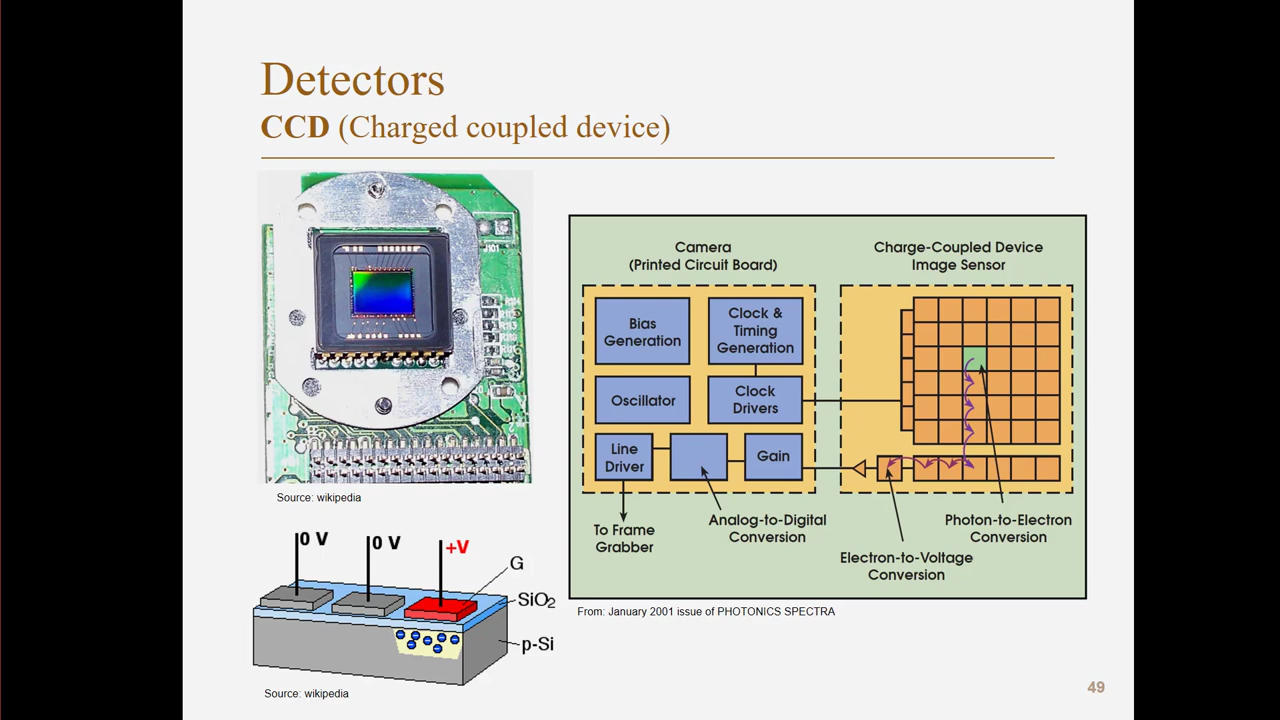 Detectors
CCD (Charged coupled device)
J101
Source: wikipedia
Camera
(Printed Circuit Board)
Charge-Coupled Device
Image Sensor
Bias
Generation
Clock &
Timing
Generation
Oscillator
Clock
Drivers
Line
Driver
Gain
To Frame
Grabber
Analog-to-Digital
Conversion
Electron-to-Voltage
Conversion
Photon-to-Electron
Conversion
From: January 2001 issue of PHOTONICS SPECTRA
0 V
0 V
+V
G
SiO2
p-Si
Source: wikipedia
49